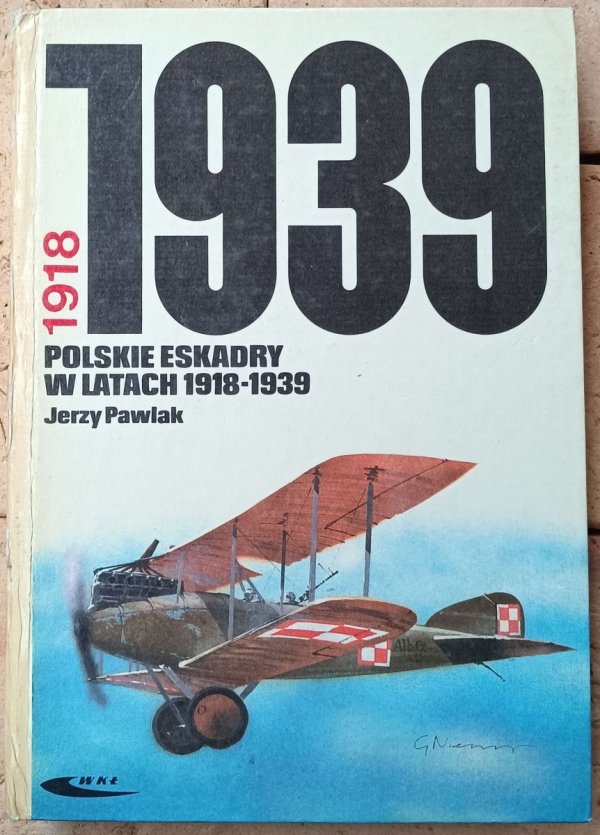 1939
1918
POLSKIE ESKADRY
W LATACH 1918-1939
Jerzy Pawlak
WKŁ